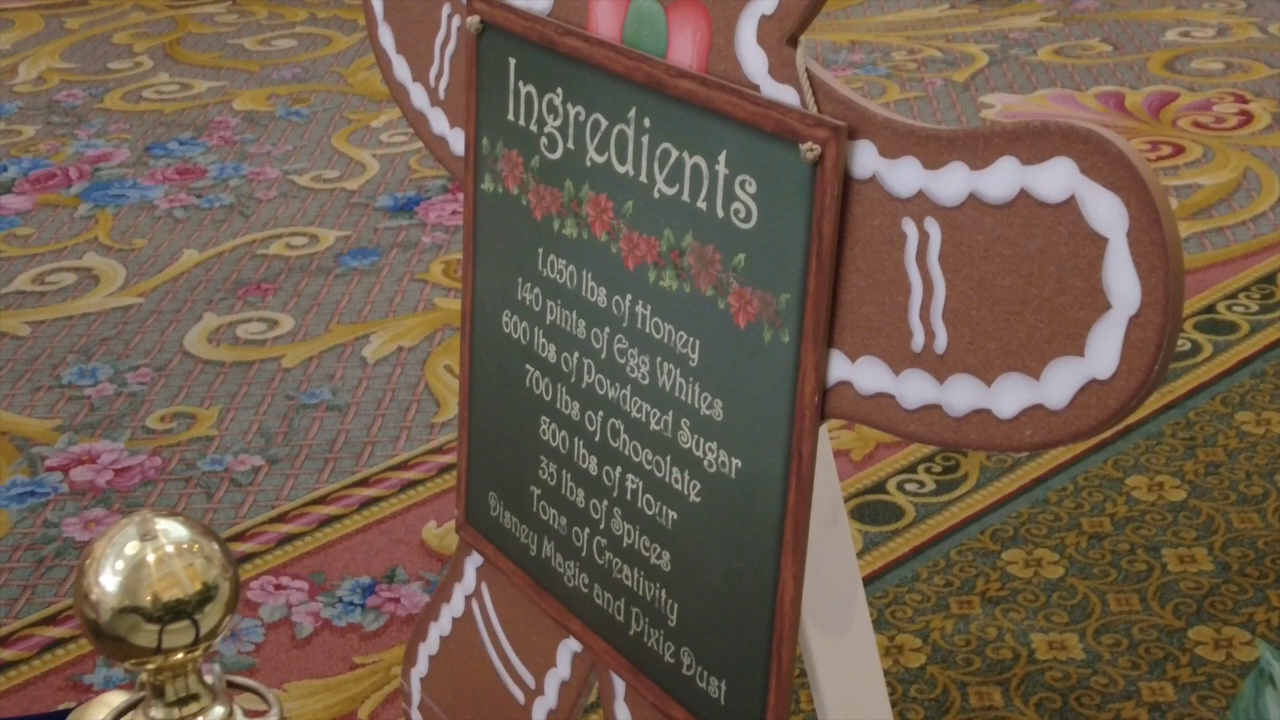 Ingredients
1,050 lbs of Honey
140 pints of Egg Whites
600 lbs of Powdered Sugar
700 lbs of Chocolate
800 lbs of Flour
35 lbs of Spices
Tons of Creativity
Disney Magic and Pixie Dust